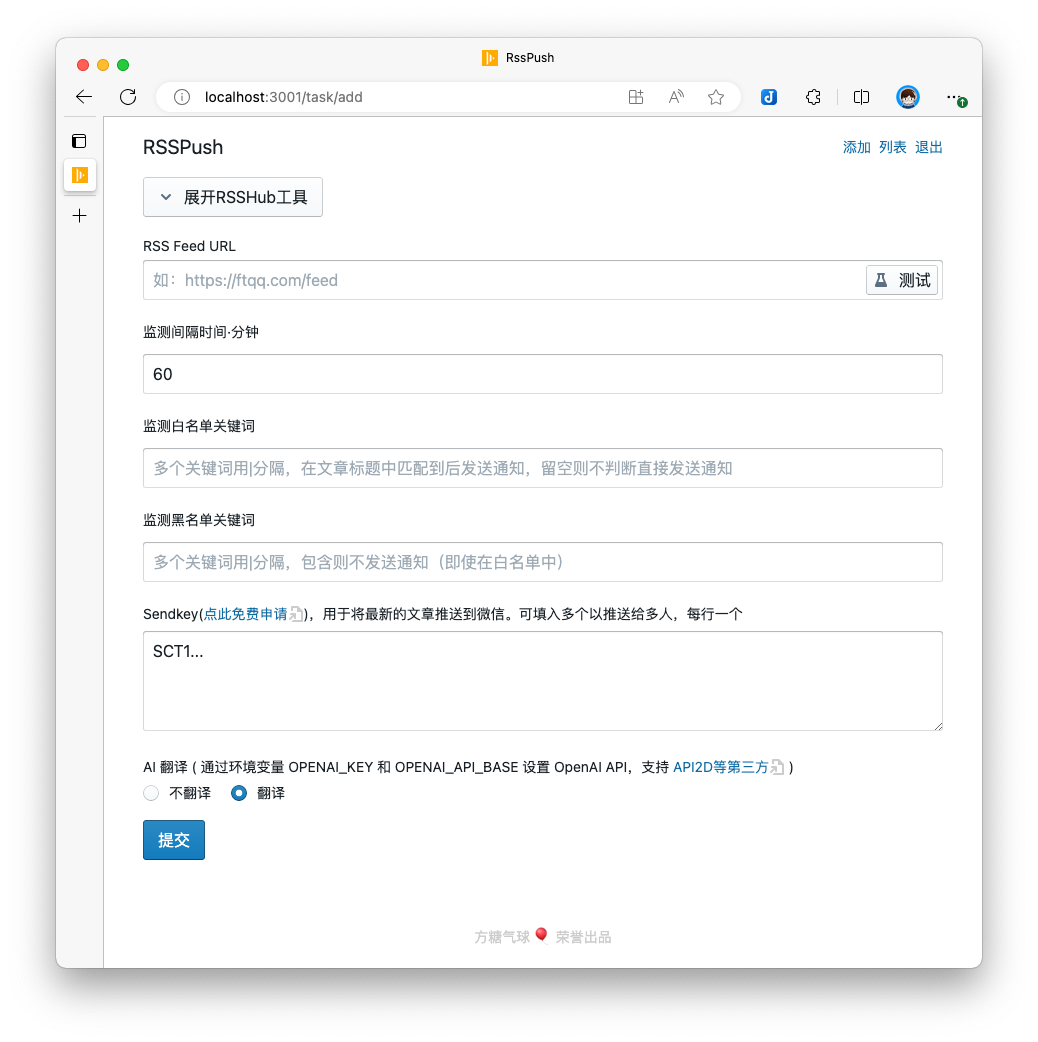 RssPush
localhost:3001/task/add
RSSPush
添加 列表 退出
展开RSSHub工具
RSS Feed URL
如：https://ftqq.com/feed
测试
监测间隔时间·分钟
60
监测白名单关键词
多个关键词用|分隔，在文章标题中匹配到后发送通知，留空则不判断直接发送通知
监测黑名单关键词
多个关键词用|分隔，包含则不发送通知（即使在白名单中）
Sendkey(点此免费申请)，用于将最新的文章推送到微信。可填入多个以推送给多人，每行一个
SCT1...
AI 翻译 ( 通过环境变量 OPENAI_KEY 和 OPENAI_API_BASE 设置 OpenAI API，支持 API2D等第三方 )
不翻译 翻译
提交
方糖气球 荣誉出品